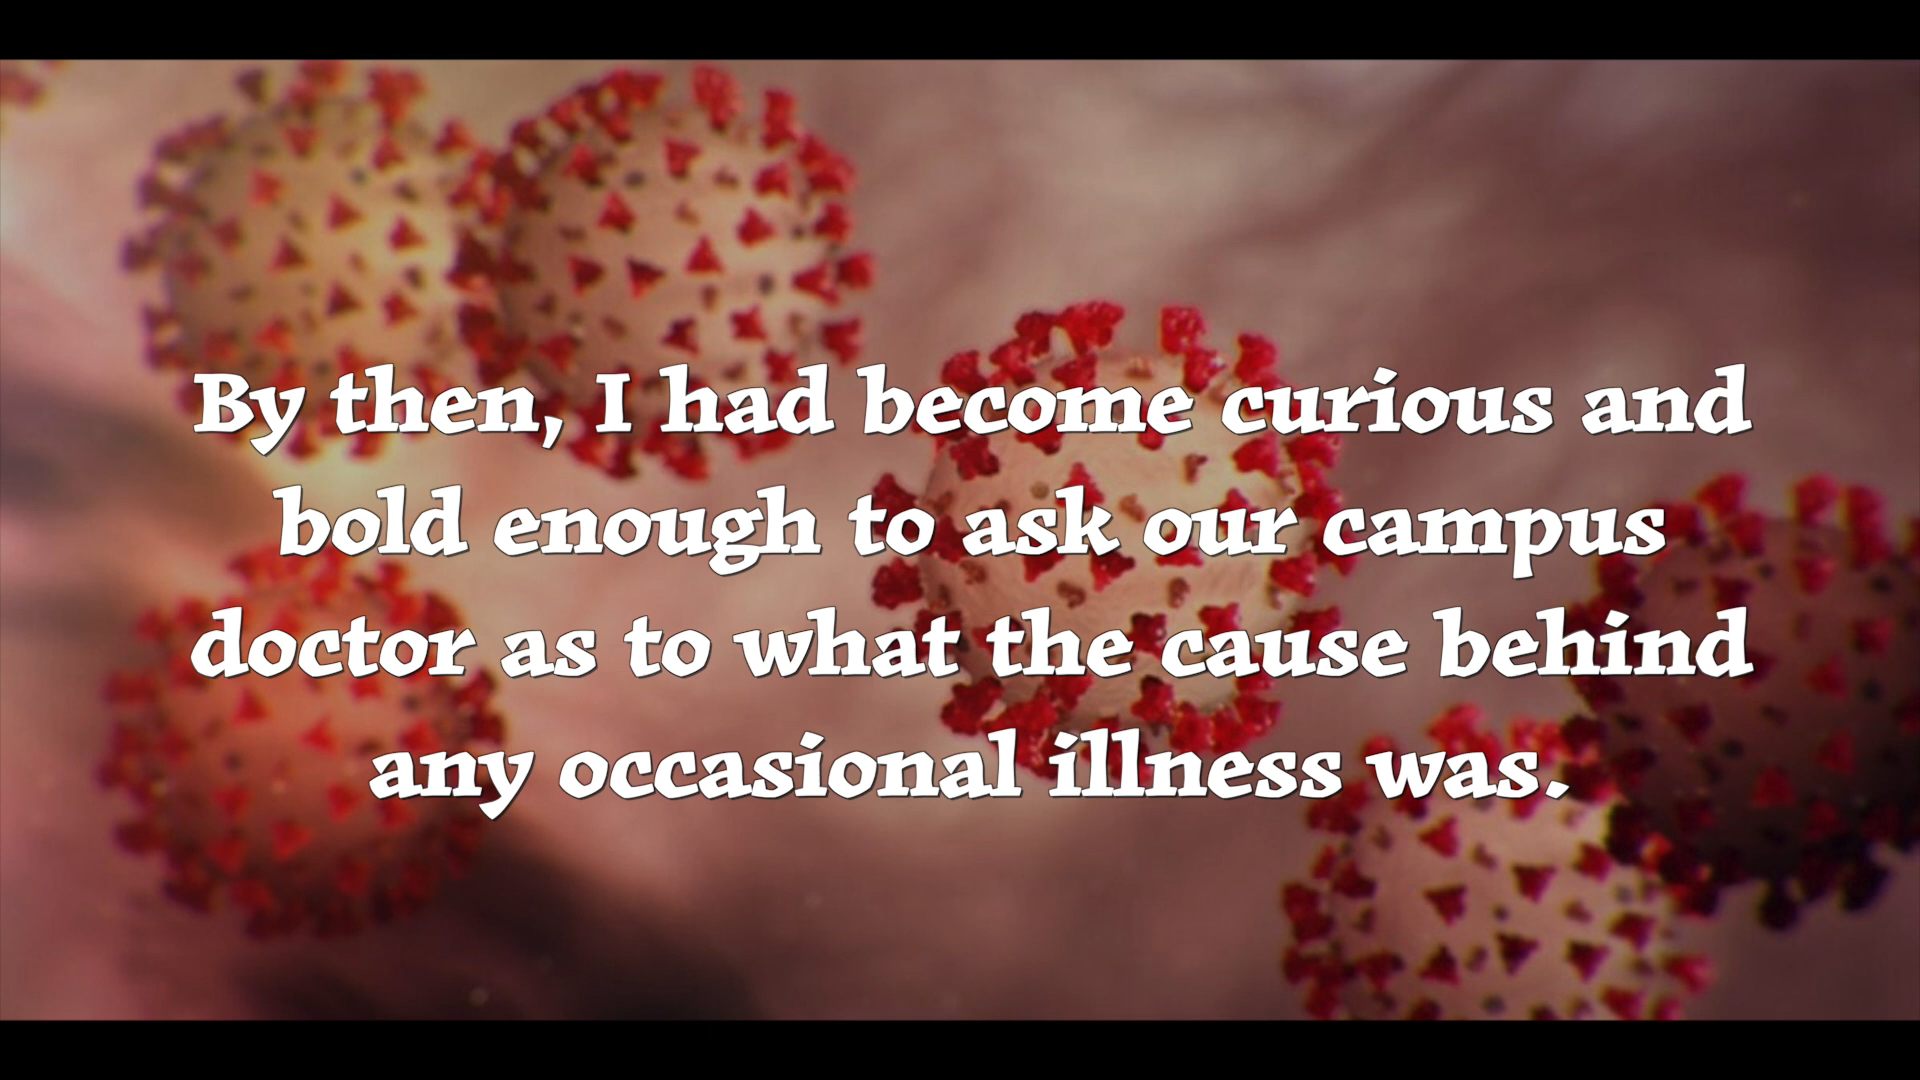 By then, I had become curious and
bold enough to ask our campus
doctor as to what the cause behind
any occasional illness was.